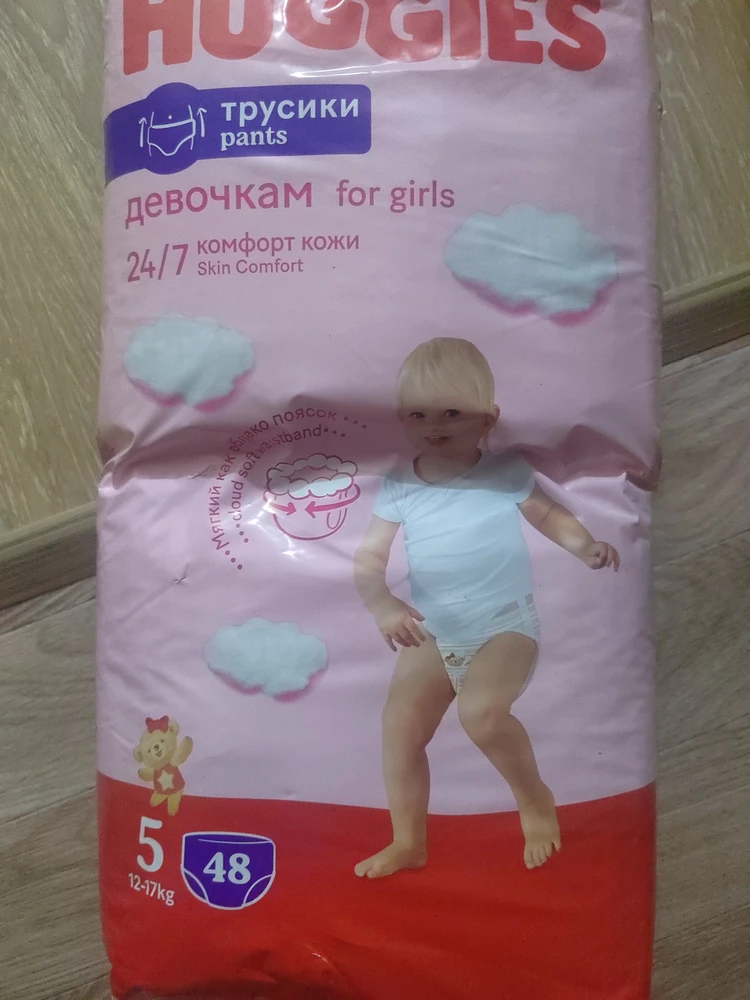 HUGGIES
трусики
pants
девочкам for girls
24/7 комфорт кожи
Skin Comfort
...Мягкий как облако поясок...
...cloud soft waistband...
5
12-17kg
48